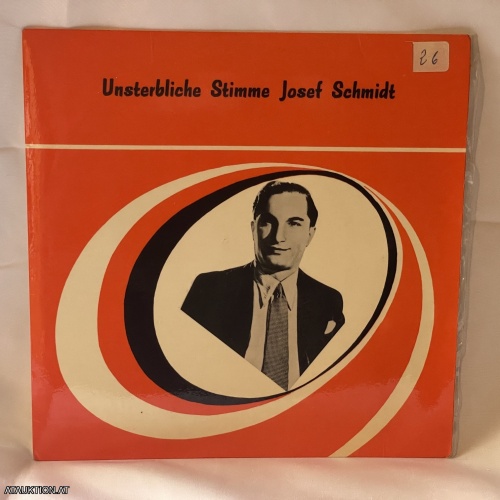 26
Unsterbliche Stimme Josef Schmidt
ATAUKTION.AT